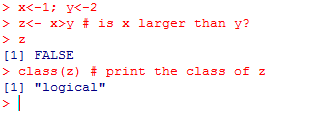 > x<-1; y<-2
> z<- x>y # is x larger than y?
> z
[1] FALSE
> class(z) # print the class of z
[1] "logical"
>